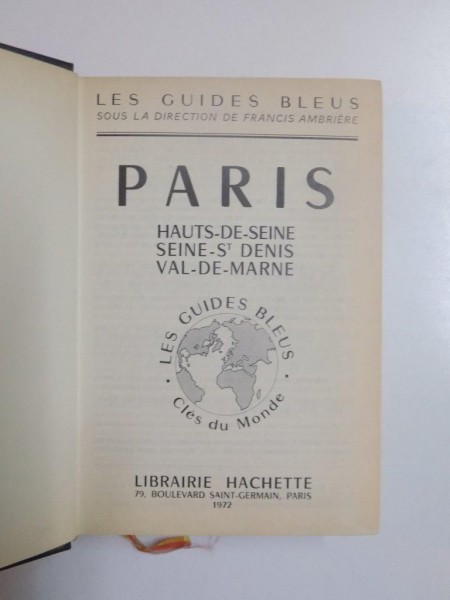 LES GUIDES BLEUS
SOUS LA DIRECTION DE FRANCIS AMBRIÈRE
PARIS
HAUTS-DE-SEINE
SEINE-Sᵀ DENIS
VAL-DE-MARNE
• LES GUIDES BLEUS •
Clés du Monde
LIBRAIRIE HACHETTE
79, BOULEVARD SAINT-GERMAIN, PARIS
1972